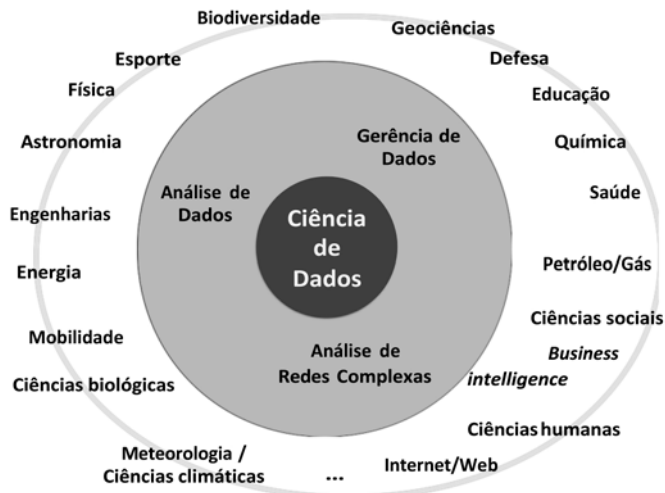 Biodiversidade
Geociências
Esporte
Defesa
Física
Educação
Astronomia
Gerência de
Dados
Química
Análise de
Dados
Saúde
Ciência
de
Dados
Engenharias
Energia
Petróleo/Gás
Ciências sociais
Mobilidade
Análise de
Redes Complexas
Business
intelligence
Ciências biológicas
Ciências humanas
Meteorologia /
Ciências climáticas
...
Internet/Web